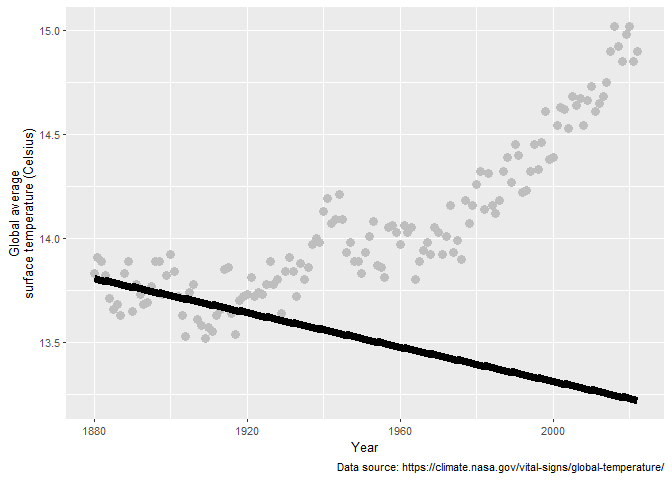 15.0
14.5
14.0
13.5
Global average
surface temperature (Celsius)
1880
1920
1960
2000
Year
Data source: https://climate.nasa.gov/vital-signs/global-temperature/